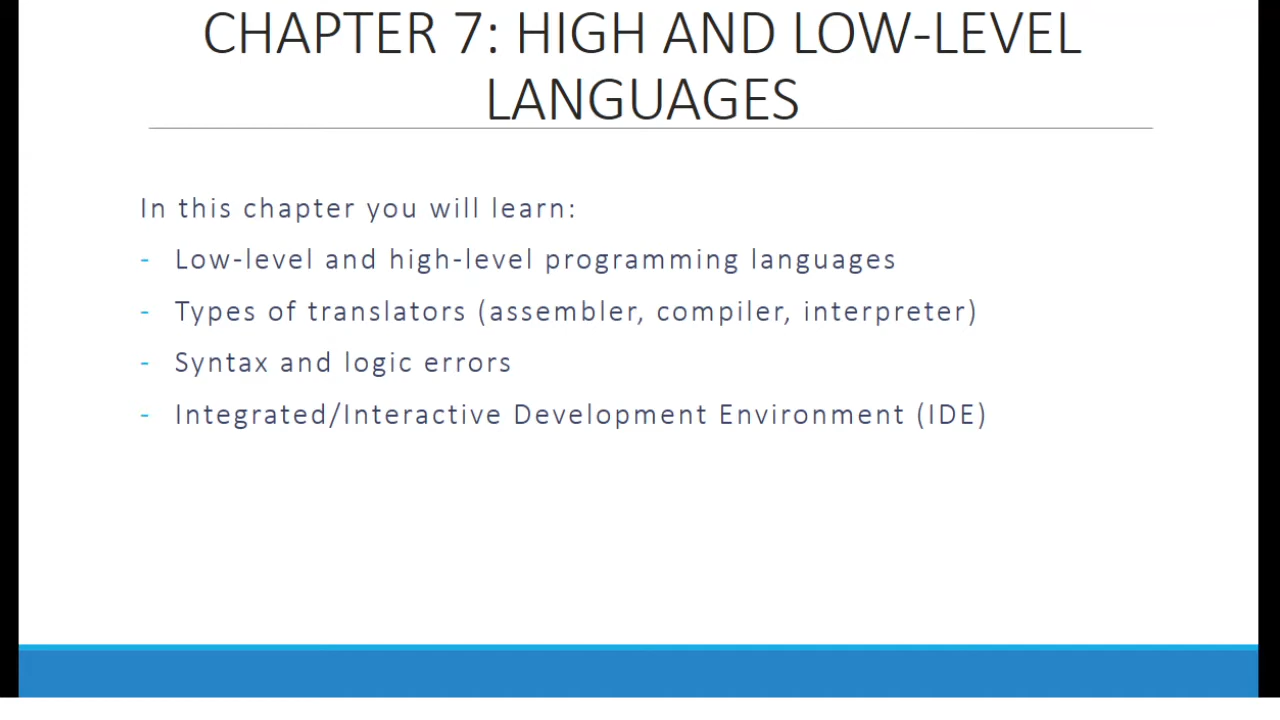 CHAPTER 7: HIGH AND LOW-LEVEL
LANGUAGES
In this chapter you will learn:
- Low-level and high-level programming languages
- Types of translators (assembler, compiler, interpreter)
- Syntax and logic errors
- Integrated/Interactive Development Environment (IDE)